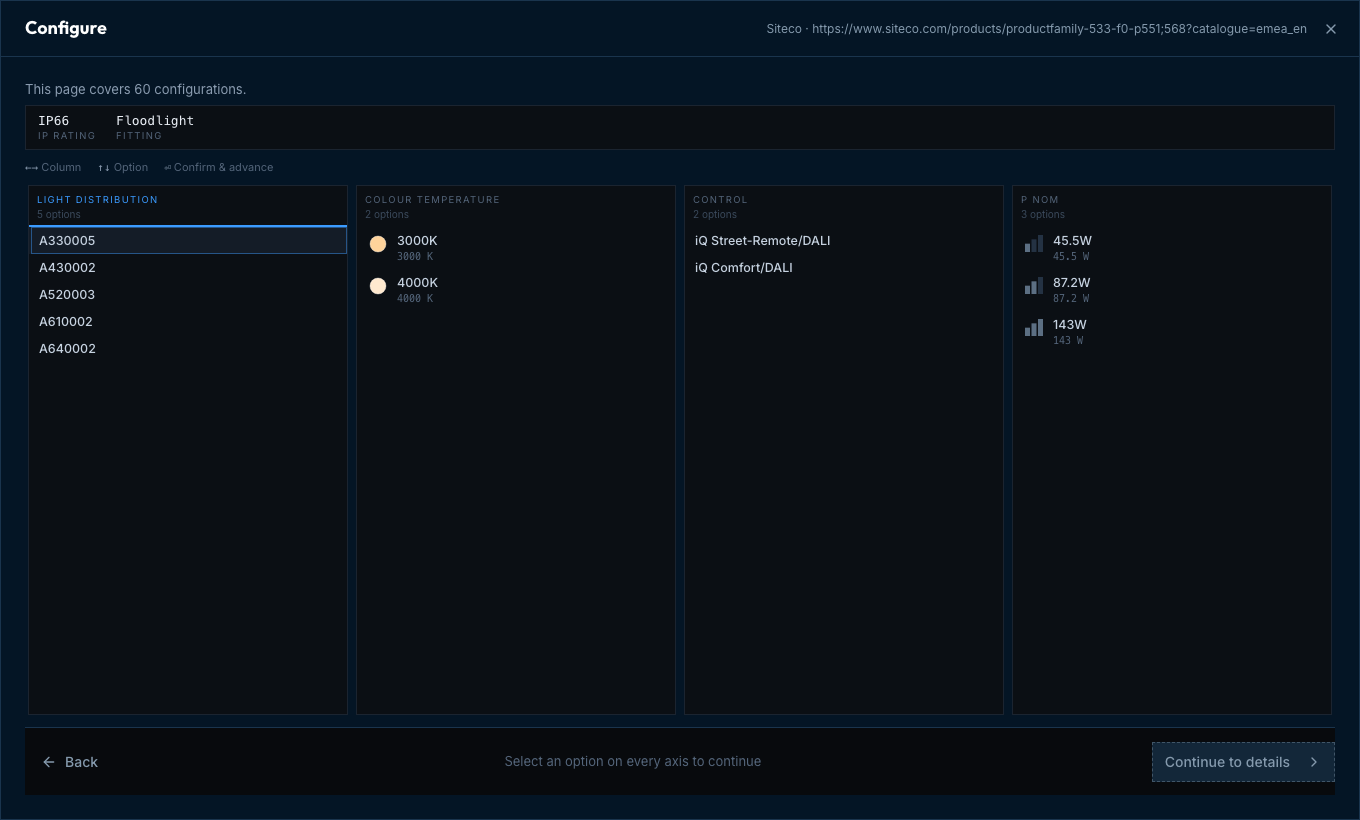 Configure
Siteco · https://www.siteco.com/products/productfamily-533-f0-p551;568?catalogue=emea_en
This page covers 60 configurations.
IP66 Floodlight
IP RATING FITTING
←→ Column ↑↓ Option ⏎ Confirm & advance
LIGHT DISTRIBUTION
5 options
A330005
A430002
A520003
A610002
A640002
COLOUR TEMPERATURE
2 options
3000K
3000 K
4000K
4000 K
CONTROL
2 options
iQ Street-Remote/DALI
iQ Comfort/DALI
P NOM
3 options
45.5W
45.5 W
87.2W
87.2 W
143W
143 W
← Back
Select an option on every axis to continue
Continue to details